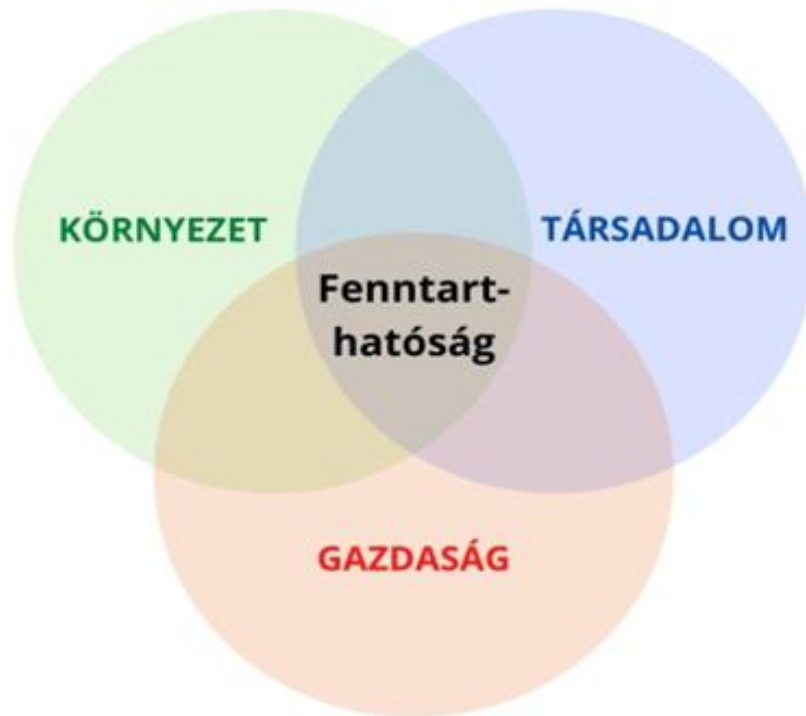 KÖRNYEZET
TÁRSADALOM
Fenntart-
hatóság
GAZDASÁG